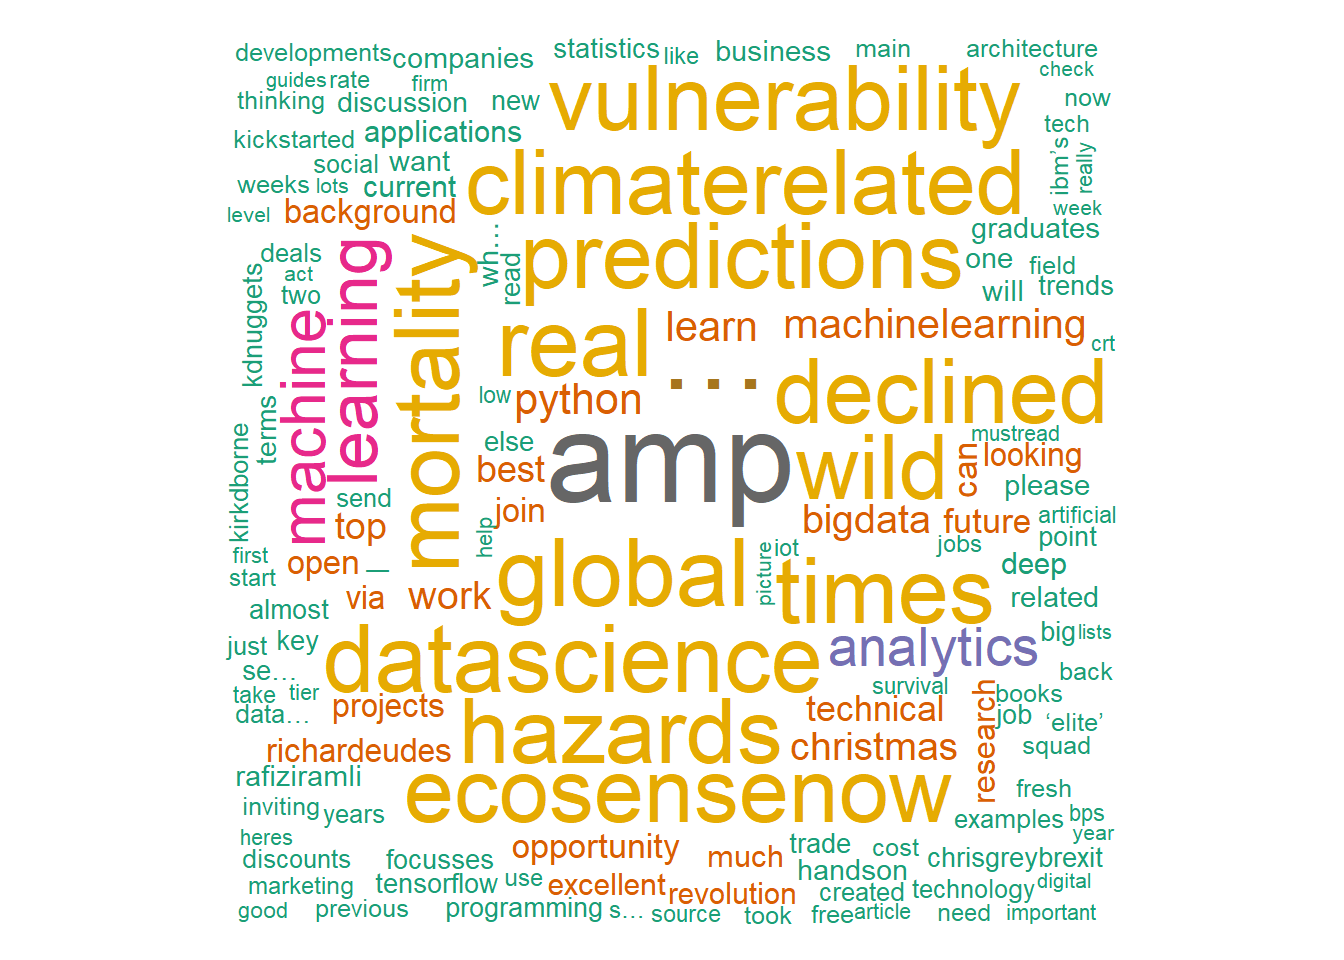 developments
companies
statistics
like
business
main
architecture
guides
rate
firm
check
thinking
discussion
new
vulnerability
now
kickstarted
applications
tech
social
want
climaterelated
ibm’s
really
weeks
lots
current
week
level
background
graduates
deals
wh…
read
predictions
one
field
act
two
will
trends
kdnuggets
machine
learning
mortality
real
learn
machinelearning
crt
…
low
python
declined
terms
kirkdborne
else
amp
mustread
best
wild
can
looking
send
please
top
join
bigdata
future
artificial
point
first
open
—
help
jobs
start
global
picture
iot
deep
via
work
times
related
almost
just
key
datascience
analytics
big
lists
se…
back
take
tier
survival
books
data…
projects
hazards
technical
research
job
‘elite’
richardeudes
christmas
squad
rafiziramli
ecosensenow
fresh
inviting
years
examples
bps
year
heres
opportunity
trade
cost
discounts
focusses
much
handson
chrisgreybrexit
marketing
tensorflow
use
excellent
revolution
created
technology
digital
good
previous
programming
s…
source
took
free
article
need
important